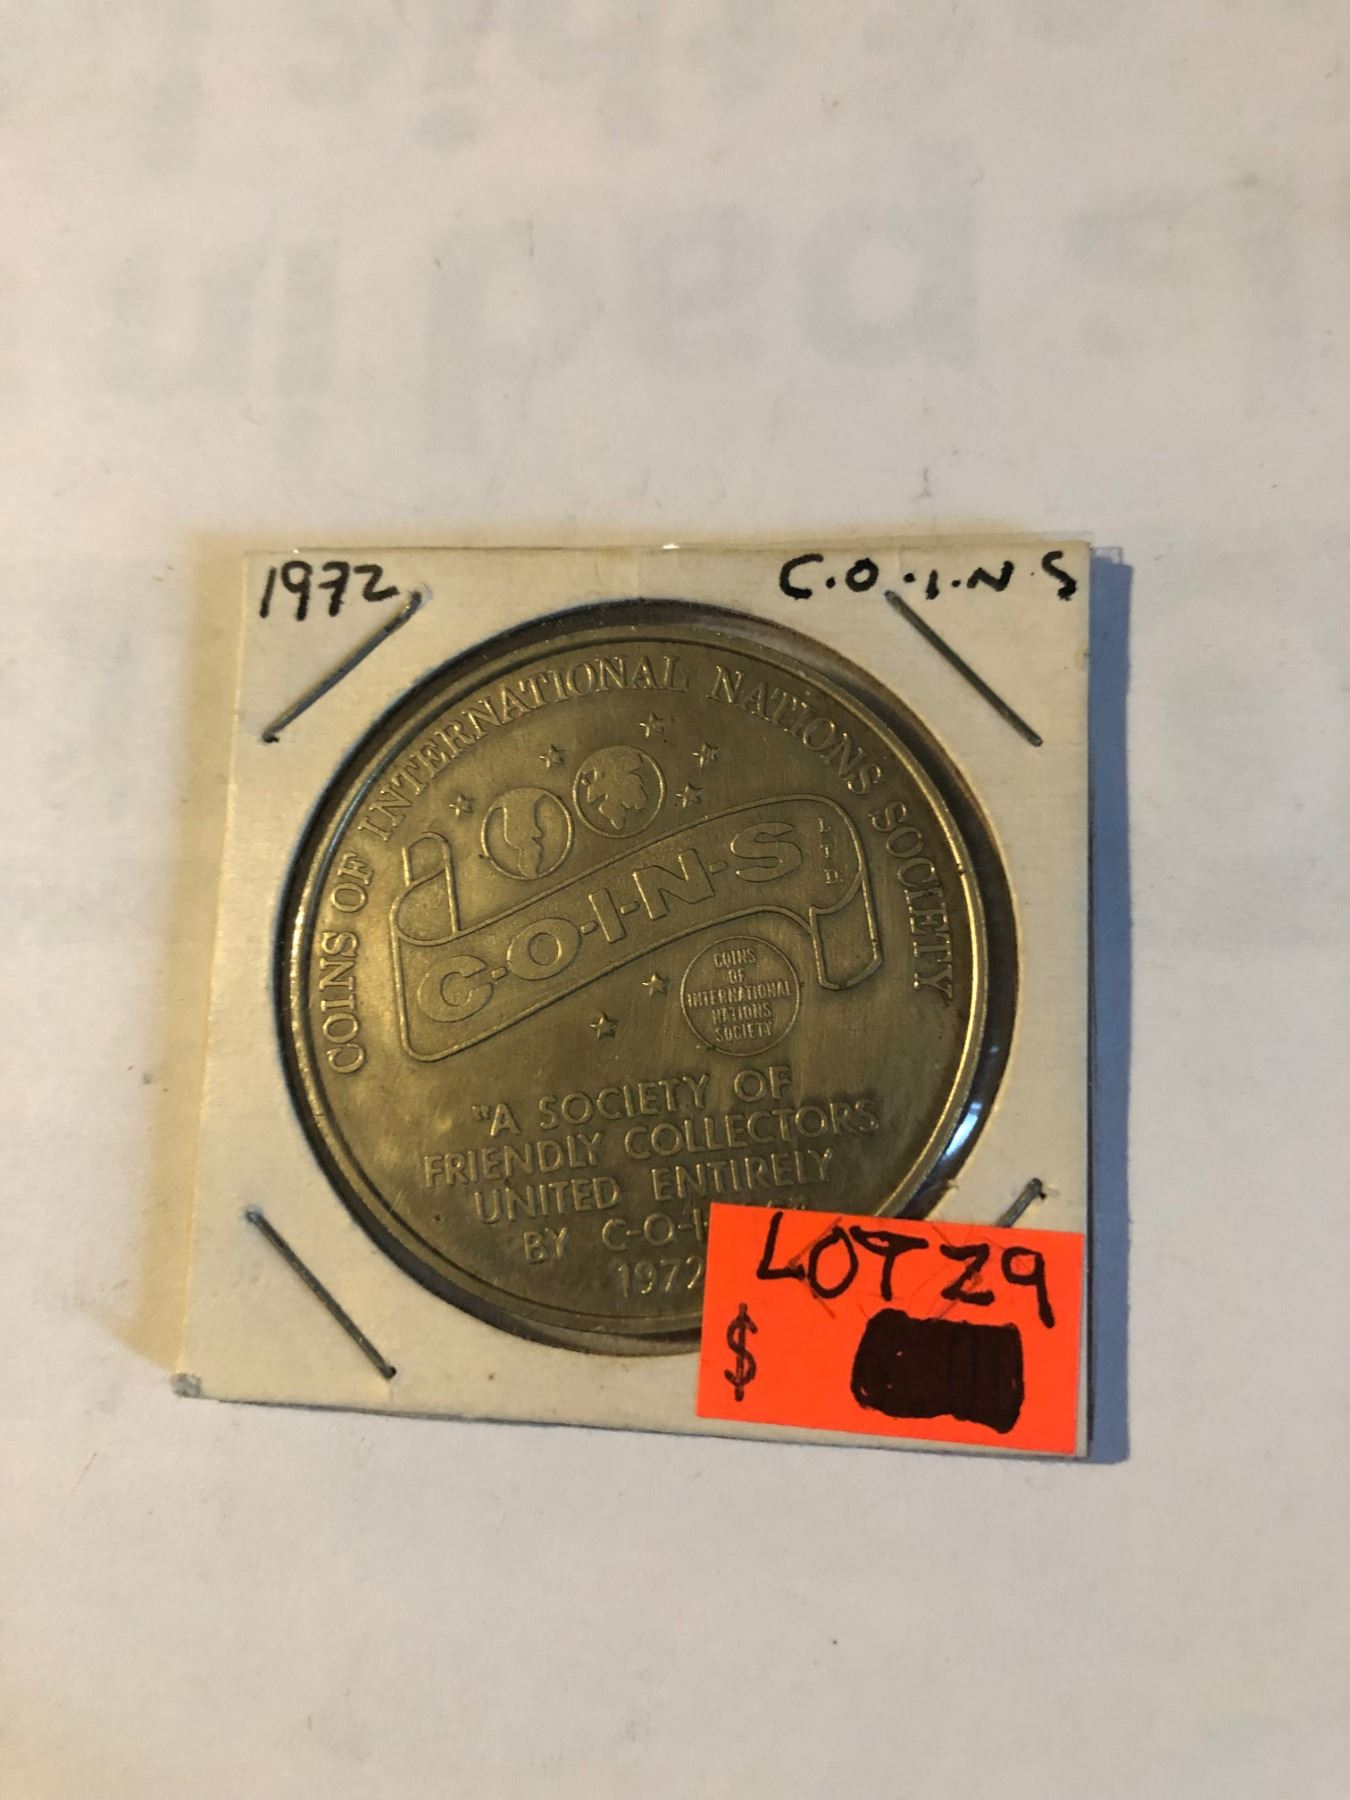 1972
C.O.I.N.S
COINS OF INTERNATIONAL NATIONS SOCIETY
C-O-I-N-S LTD.
COINS
OF
INTERNATIONAL
NATIONS
SOCIETY
"A SOCIETY OF
FRIENDLY COLLECTORS
UNITED ENTIRELY
BY C-O-I-
1972
LOT 29
$